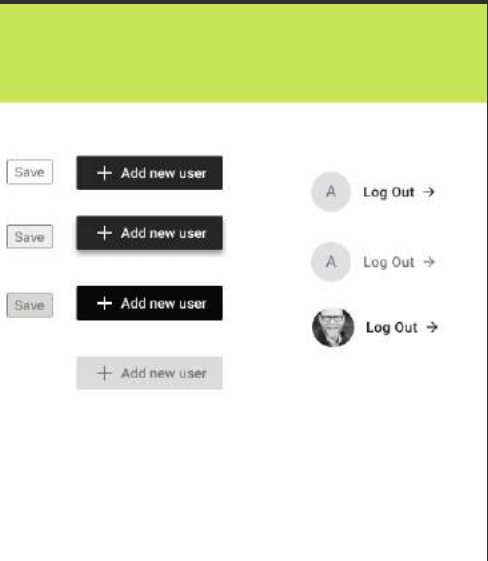 Save
+ Add new user
A
Log Out →
Save
+ Add new user
A
Log Out →
Save
+ Add new user
Log Out →
+ Add new user